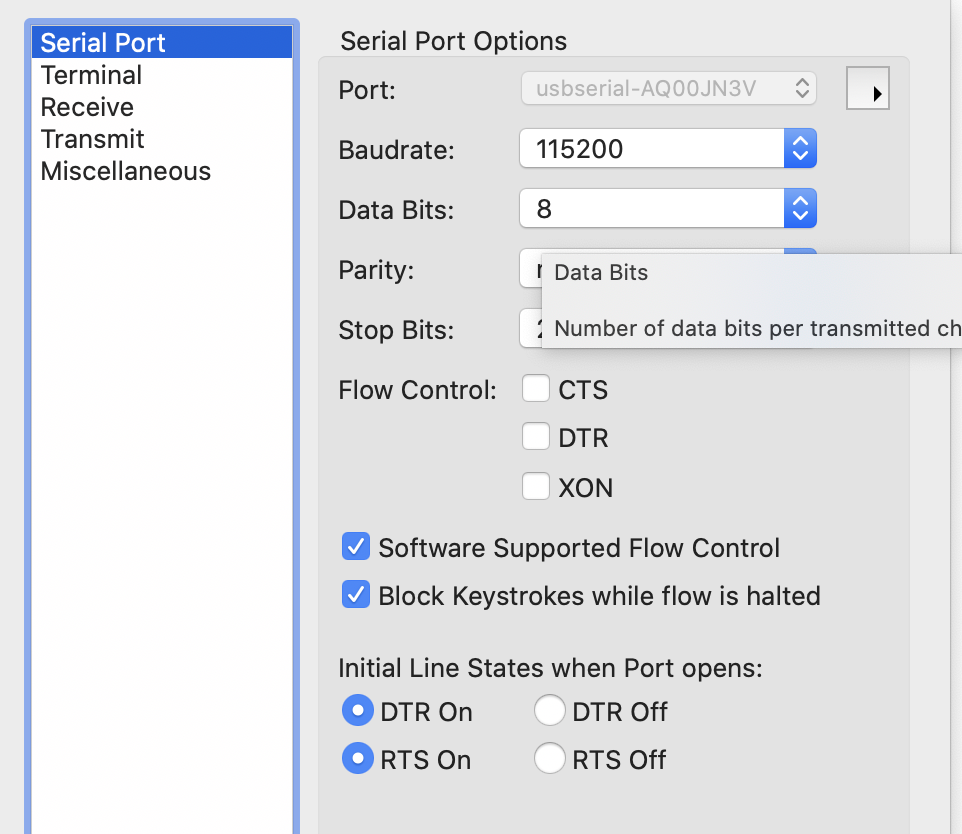 Serial Port
Terminal
Receive
Transmit
Miscellaneous
Serial Port Options
Port:
usbserial-AQ00JN3V
Baudrate:
115200
Data Bits:
8
Parity:
Data Bits
Stop Bits:
Number of data bits per transmitted ch
Flow Control:
CTS
DTR
XON
Software Supported Flow Control
Block Keystrokes while flow is halted
Initial Line States when Port opens:
DTR On
DTR Off
RTS On
RTS Off